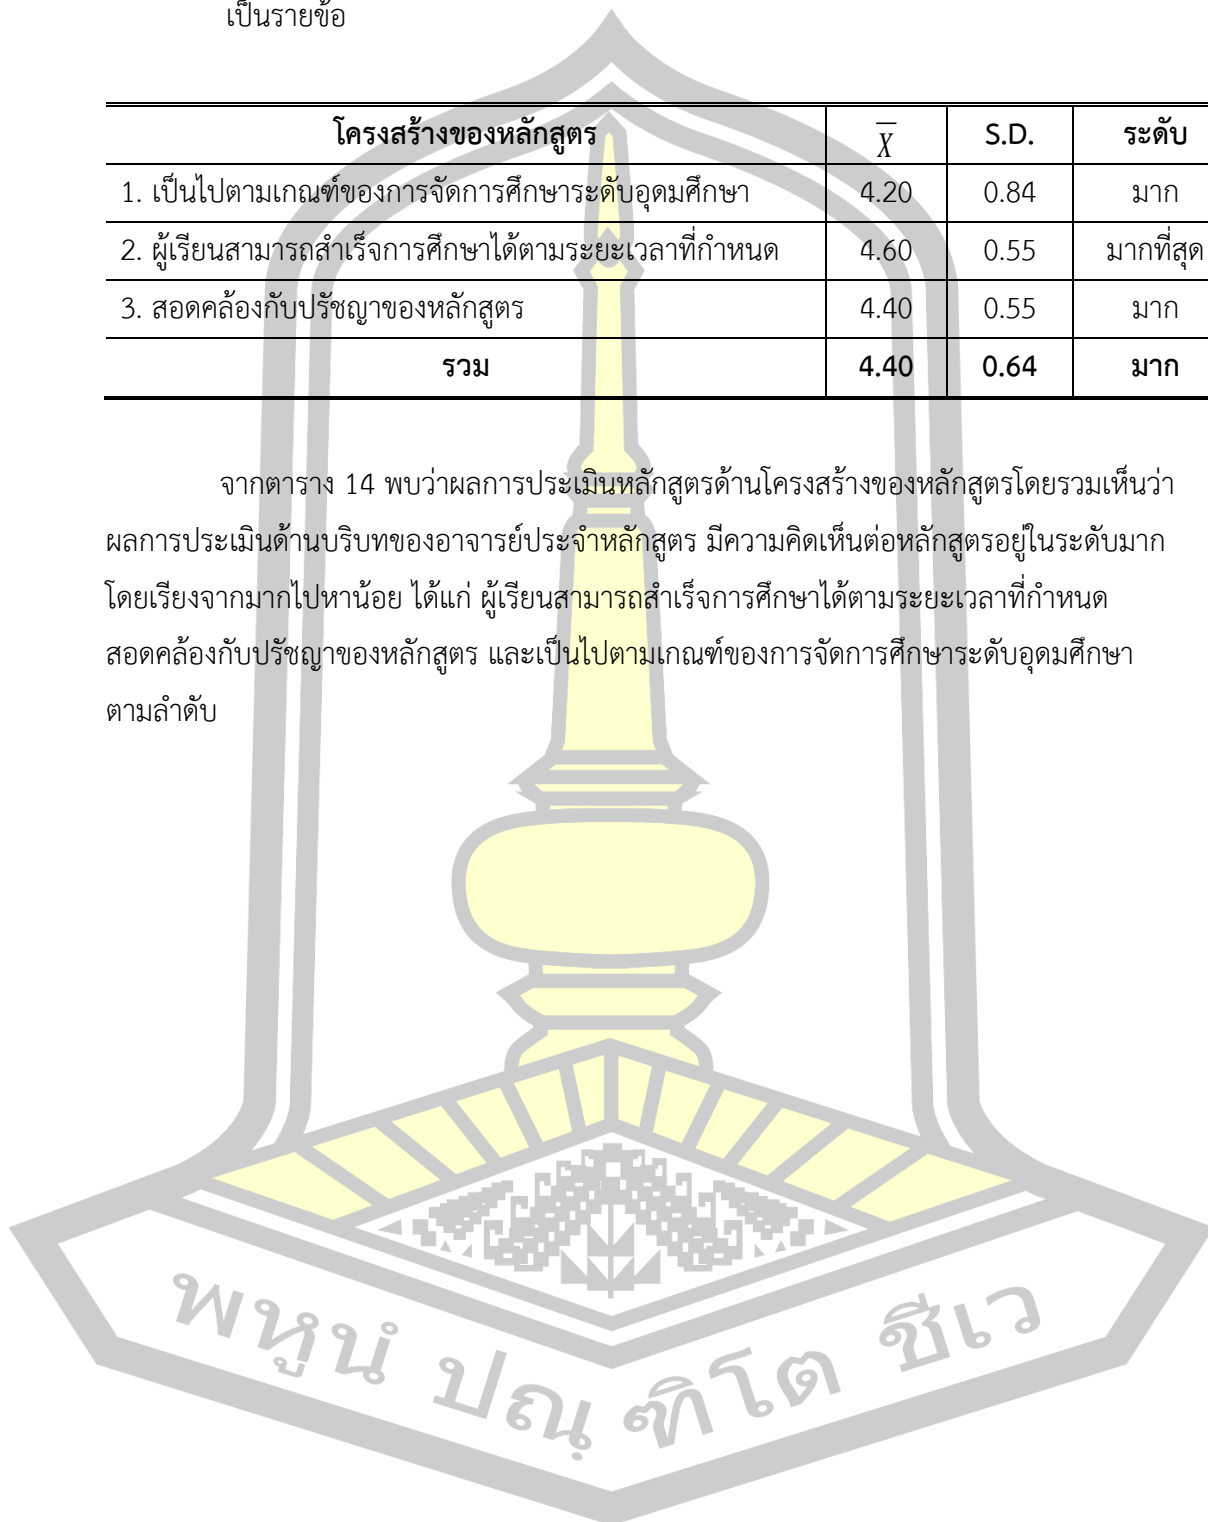 เป็นรายข้อ
โครงสร้างของหลักสูตร X̄ S.D. ระดับ
1. เป็นไปตามเกณฑ์ของการจัดการศึกษาระดับอุดมศึกษา 4.20 0.84 มาก
2. ผู้เรียนสามารถสำเร็จการศึกษาได้ตามระยะเวลาที่กำหนด 4.60 0.55 มากที่สุด
3. สอดคล้องกับปรัชญาของหลักสูตร 4.40 0.55 มาก
รวม 4.40 0.64 มาก
จากตาราง 14 พบว่าผลการประเมินหลักสูตรด้านโครงสร้างของหลักสูตรโดยรวมเห็นว่า
ผลการประเมินด้านบริบทของอาจารย์ประจำหลักสูตร มีความคิดเห็นต่อหลักสูตรอยู่ในระดับมาก
โดยเรียงจากมากไปหาน้อย ได้แก่ ผู้เรียนสามารถสำเร็จการศึกษาได้ตามระยะเวลาที่กำหนด
สอดคล้องกับปรัชญาของหลักสูตร และเป็นไปตามเกณฑ์ของการจัดการศึกษาระดับอุดมศึกษา
ตามลำดับ
พหูนํ ปณฺฑิโต ชีเว